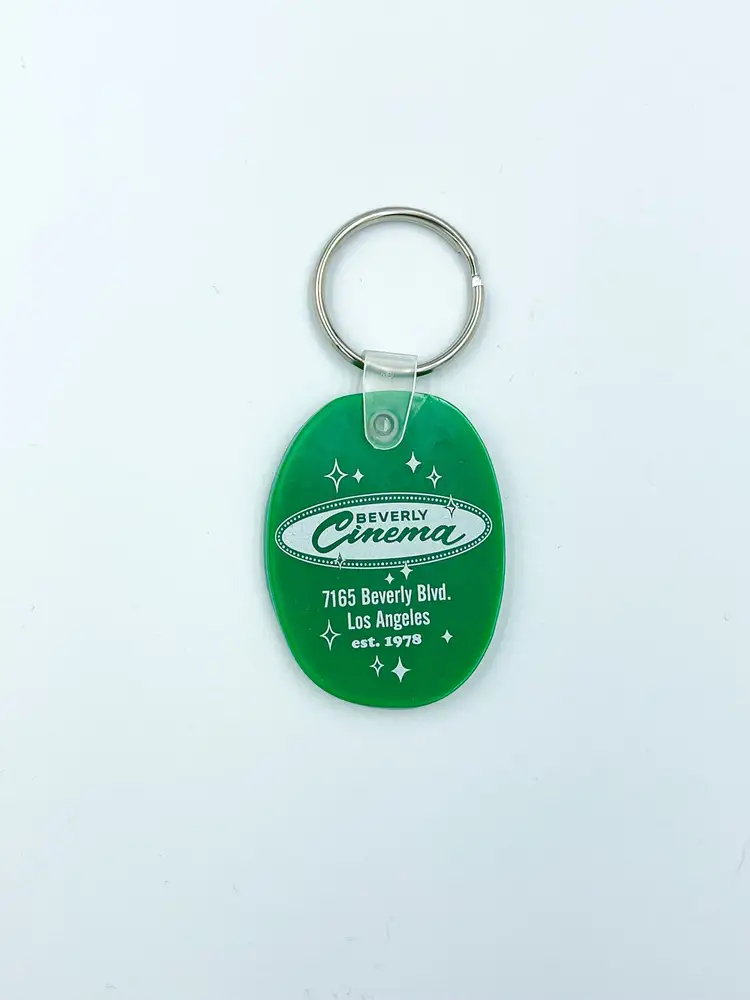 BEVERLY
Cinema
7165 Beverly Blvd.
Los Angeles
est. 1978